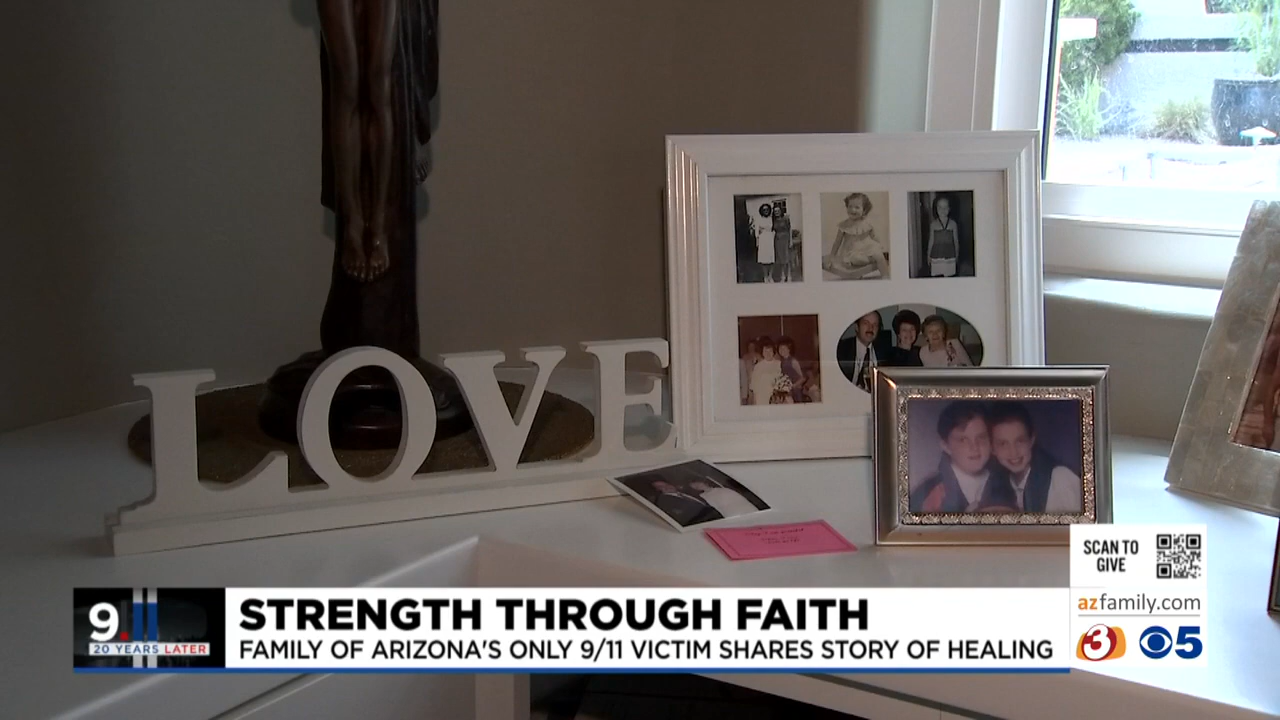 LOVE
9.11
20 YEARS LATER
STRENGTH THROUGH FAITH
FAMILY OF ARIZONA'S ONLY 9/11 VICTIM SHARES STORY OF HEALING
SCAN TO
GIVE
azfamily.com
3 5